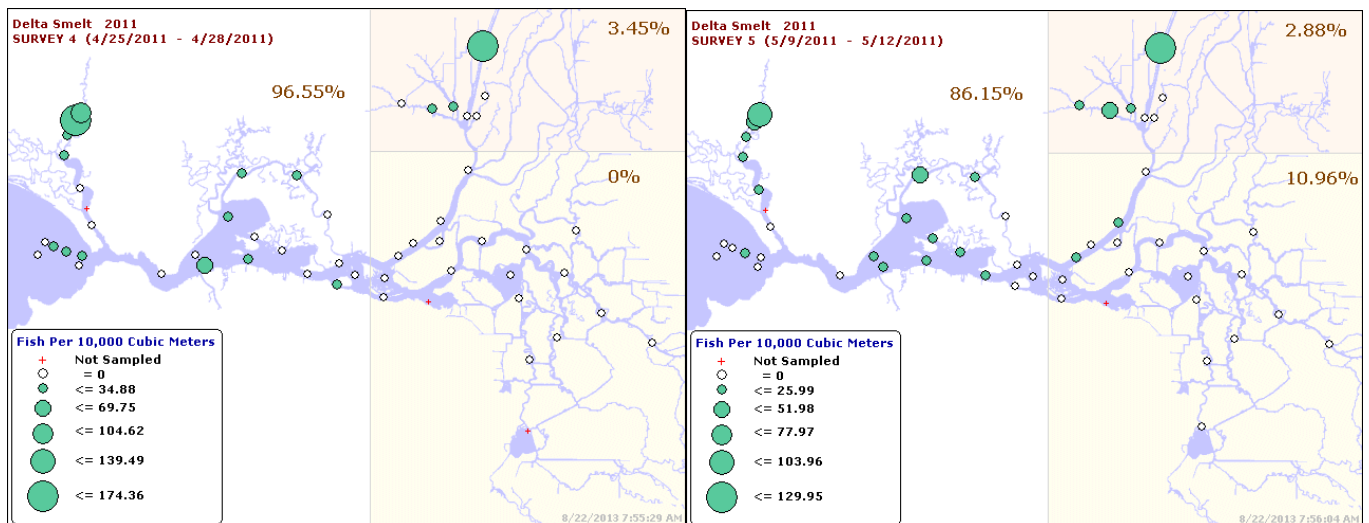 Delta Smelt 2011
SURVEY 4 (4/25/2011 - 4/28/2011)
3.45%
96.55%
0%
Fish Per 10,000 Cubic Meters
Not Sampled
= 0
<= 34.88
<= 69.75
<= 104.62
<= 139.49
<= 174.36
8/22/2013 7:55:29 AM
Delta Smelt 2011
SURVEY 5 (5/9/2011 - 5/12/2011)
2.88%
86.15%
10.96%
Fish Per 10,000 Cubic Meters
Not Sampled
= 0
<= 25.99
<= 51.98
<= 77.97
<= 103.96
<= 129.95
8/22/2013 7:56:04 AM